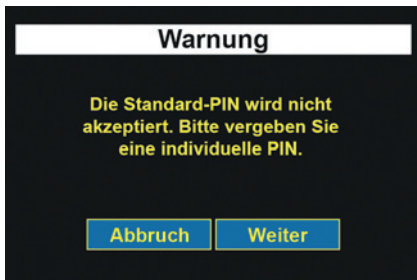 Warnung
Die Standard-PIN wird nicht
akzeptiert. Bitte vergeben Sie
eine individuelle PIN.
Abbruch Weiter